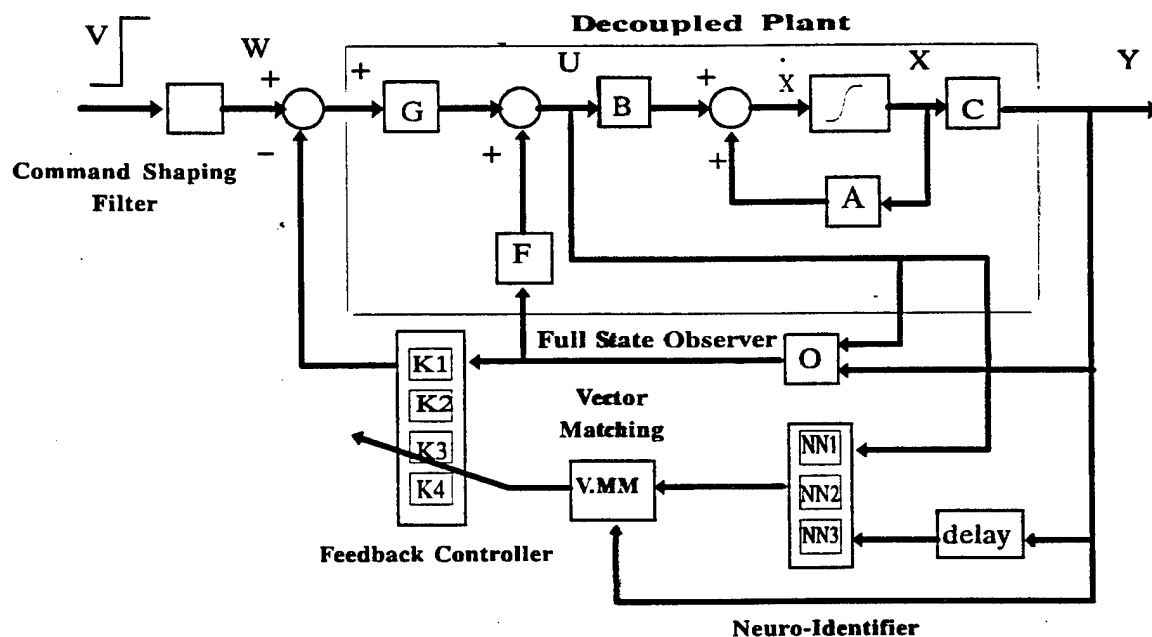 Decoupled Plant
V
W
U
X
Y
+
+
+
Ẋ
G
B
C
−
+
+
A
Command Shaping
Filter
F
Full State Observer
O
K1
K2
K3
K4
Vector
Matching
V.MM
NN1
NN2
NN3
delay
Feedback Controller
Neuro-Identifier